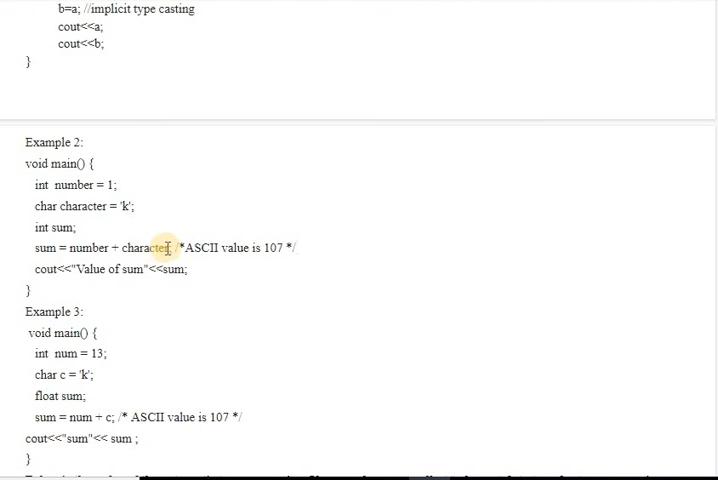 b=a; //implicit type casting
cout<<a;
cout<<b;
}
Example 2:
void main() {
int number = 1;
char character = 'k';
int sum;
sum = number + character; /*ASCII value is 107 */
cout<<"Value of sum"<<sum;
}
Example 3:
void main() {
int num = 13;
char c = 'k';
float sum;
sum = num + c; /* ASCII value is 107 */
cout<<"sum"<< sum ;
}